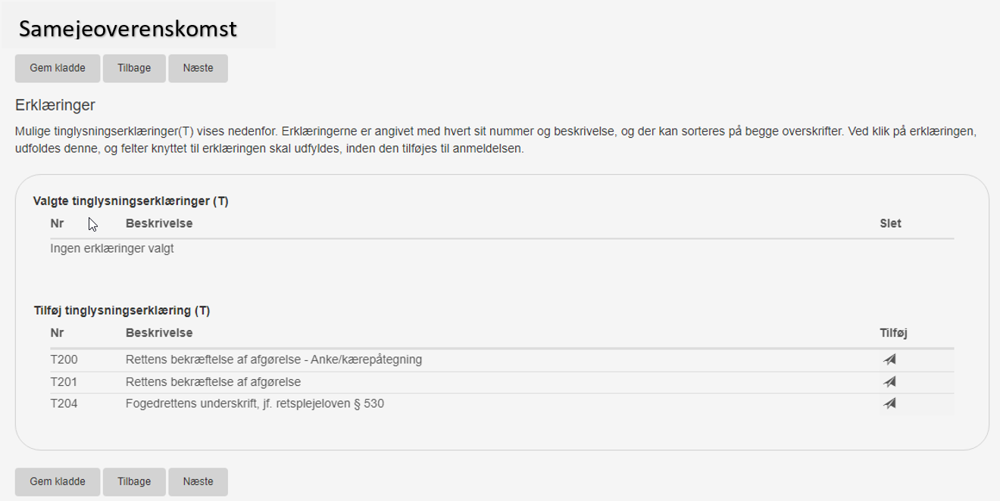 Samejeoverenskomst
Gem kladde Tilbage Næste
Erklæringer
Mulige tinglysningserklæringer(T) vises nedenfor. Erklæringerne er angivet med hvert sit nummer og beskrivelse, og der kan sorteres på begge overskrifter. Ved klik på erklæringen,
udfoldes denne, og felter knyttet til erklæringen skal udfyldes, inden den tilføjes til anmeldelsen.
Valgte tinglysningserklæringer (T)
Nr Beskrivelse Slet
Ingen erklæringer valgt
Tilføj tinglysningserklæring (T)
Nr Beskrivelse Tilføj
T200 Rettens bekræftelse af afgørelse - Anke/kærepåtegning
T201 Rettens bekræftelse af afgørelse
T204 Fogedrettens underskrift, jf. retsplejeloven § 530
Gem kladde Tilbage Næste